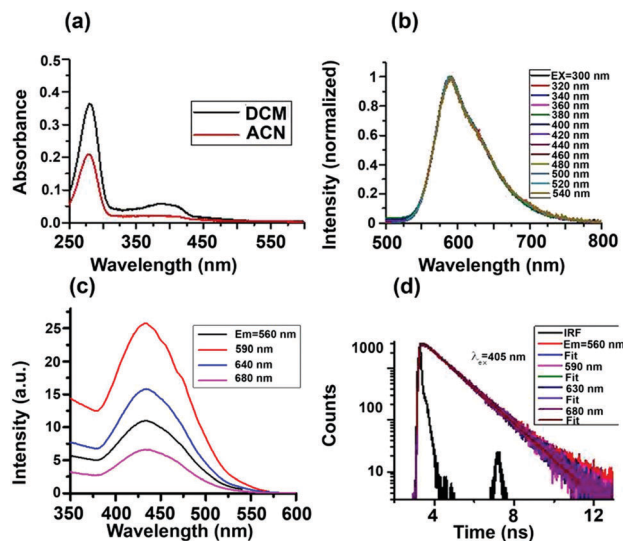 (a)
0.5
0.4
0.3
0.2
0.1
0.0
250 300 350 400 450 500
Absorbance
Wavelength (nm)
DCM
ACN
(b)
1
0.8
0.6
0.4
0.2
0
500 600 700 800
Intensity (normalized)
Wavelength (nm)
EX=300 nm
320 nm
340 nm
360 nm
380 nm
400 nm
420 nm
440 nm
460 nm
480 nm
500 nm
520 nm
540 nm
(c)
25
20
15
10
5
0
350 400 450 500 550 600
Intensity (a.u.)
Wavelength (nm)
Em=560 nm
590 nm
640 nm
680 nm
(d)
1000
100
10
4 8 12
Counts
Time (ns)
λex=405 nm
IRF
Em=560 nm
Fit
590 nm
Fit
630 nm
Fit
680 nm
Fit